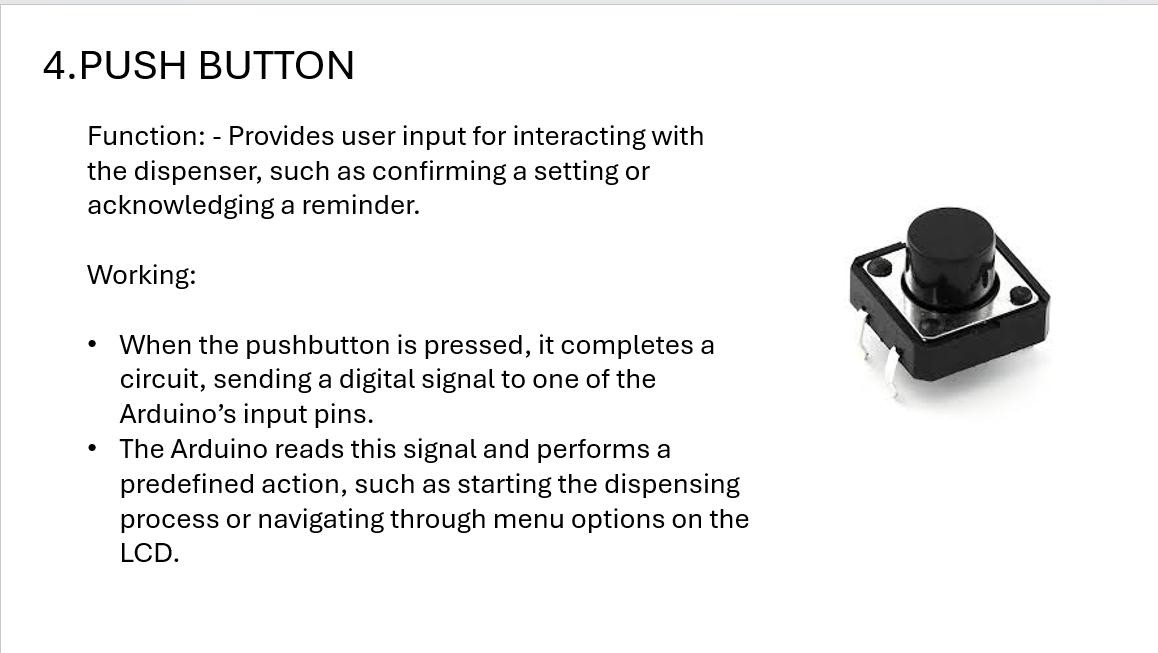 4.PUSH BUTTON
Function: - Provides user input for interacting with
the dispenser, such as confirming a setting or
acknowledging a reminder.
Working:
• When the pushbutton is pressed, it completes a
circuit, sending a digital signal to one of the
Arduino’s input pins.
• The Arduino reads this signal and performs a
predefined action, such as starting the dispensing
process or navigating through menu options on the
LCD.